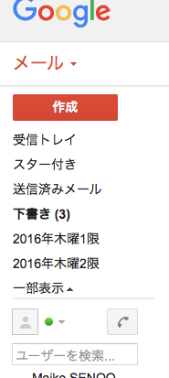 Google
メール
作成
受信トレイ
スター付き
送信済みメール
下書き (3)
2016年木曜1限
2016年木曜2限
一部表示
ユーザーを検索...
Maiko SENOO